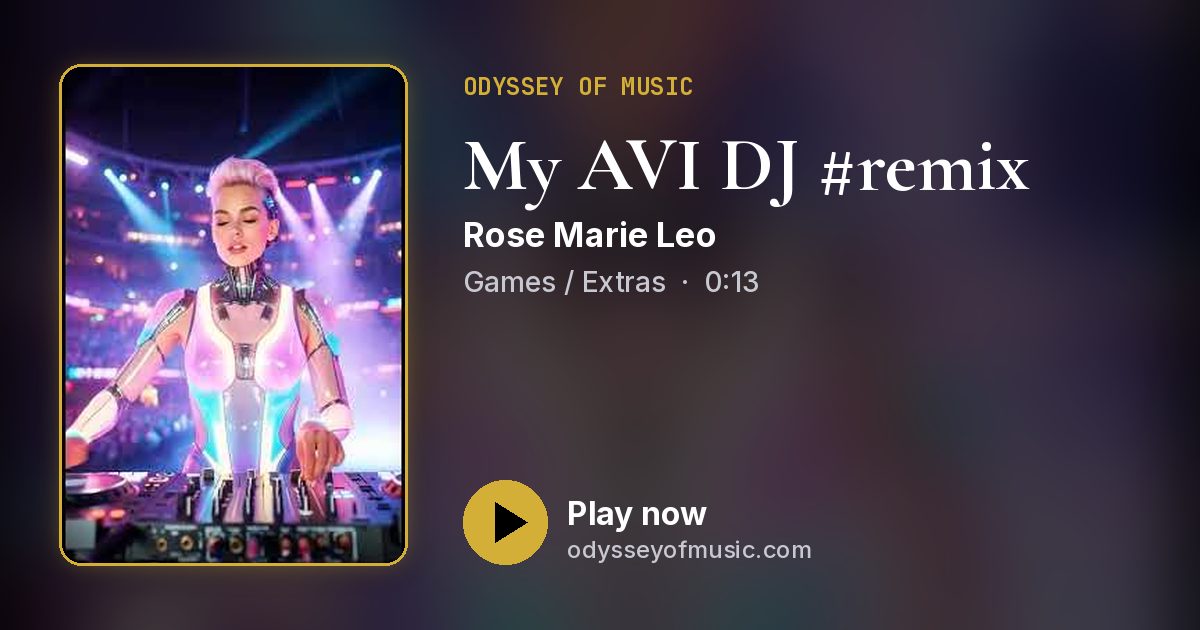 ODYSSEY OF MUSIC
My AVI DJ #remix
Rose Marie Leo
Games / Extras · 0:13
Play now
odysseyofmusic.com